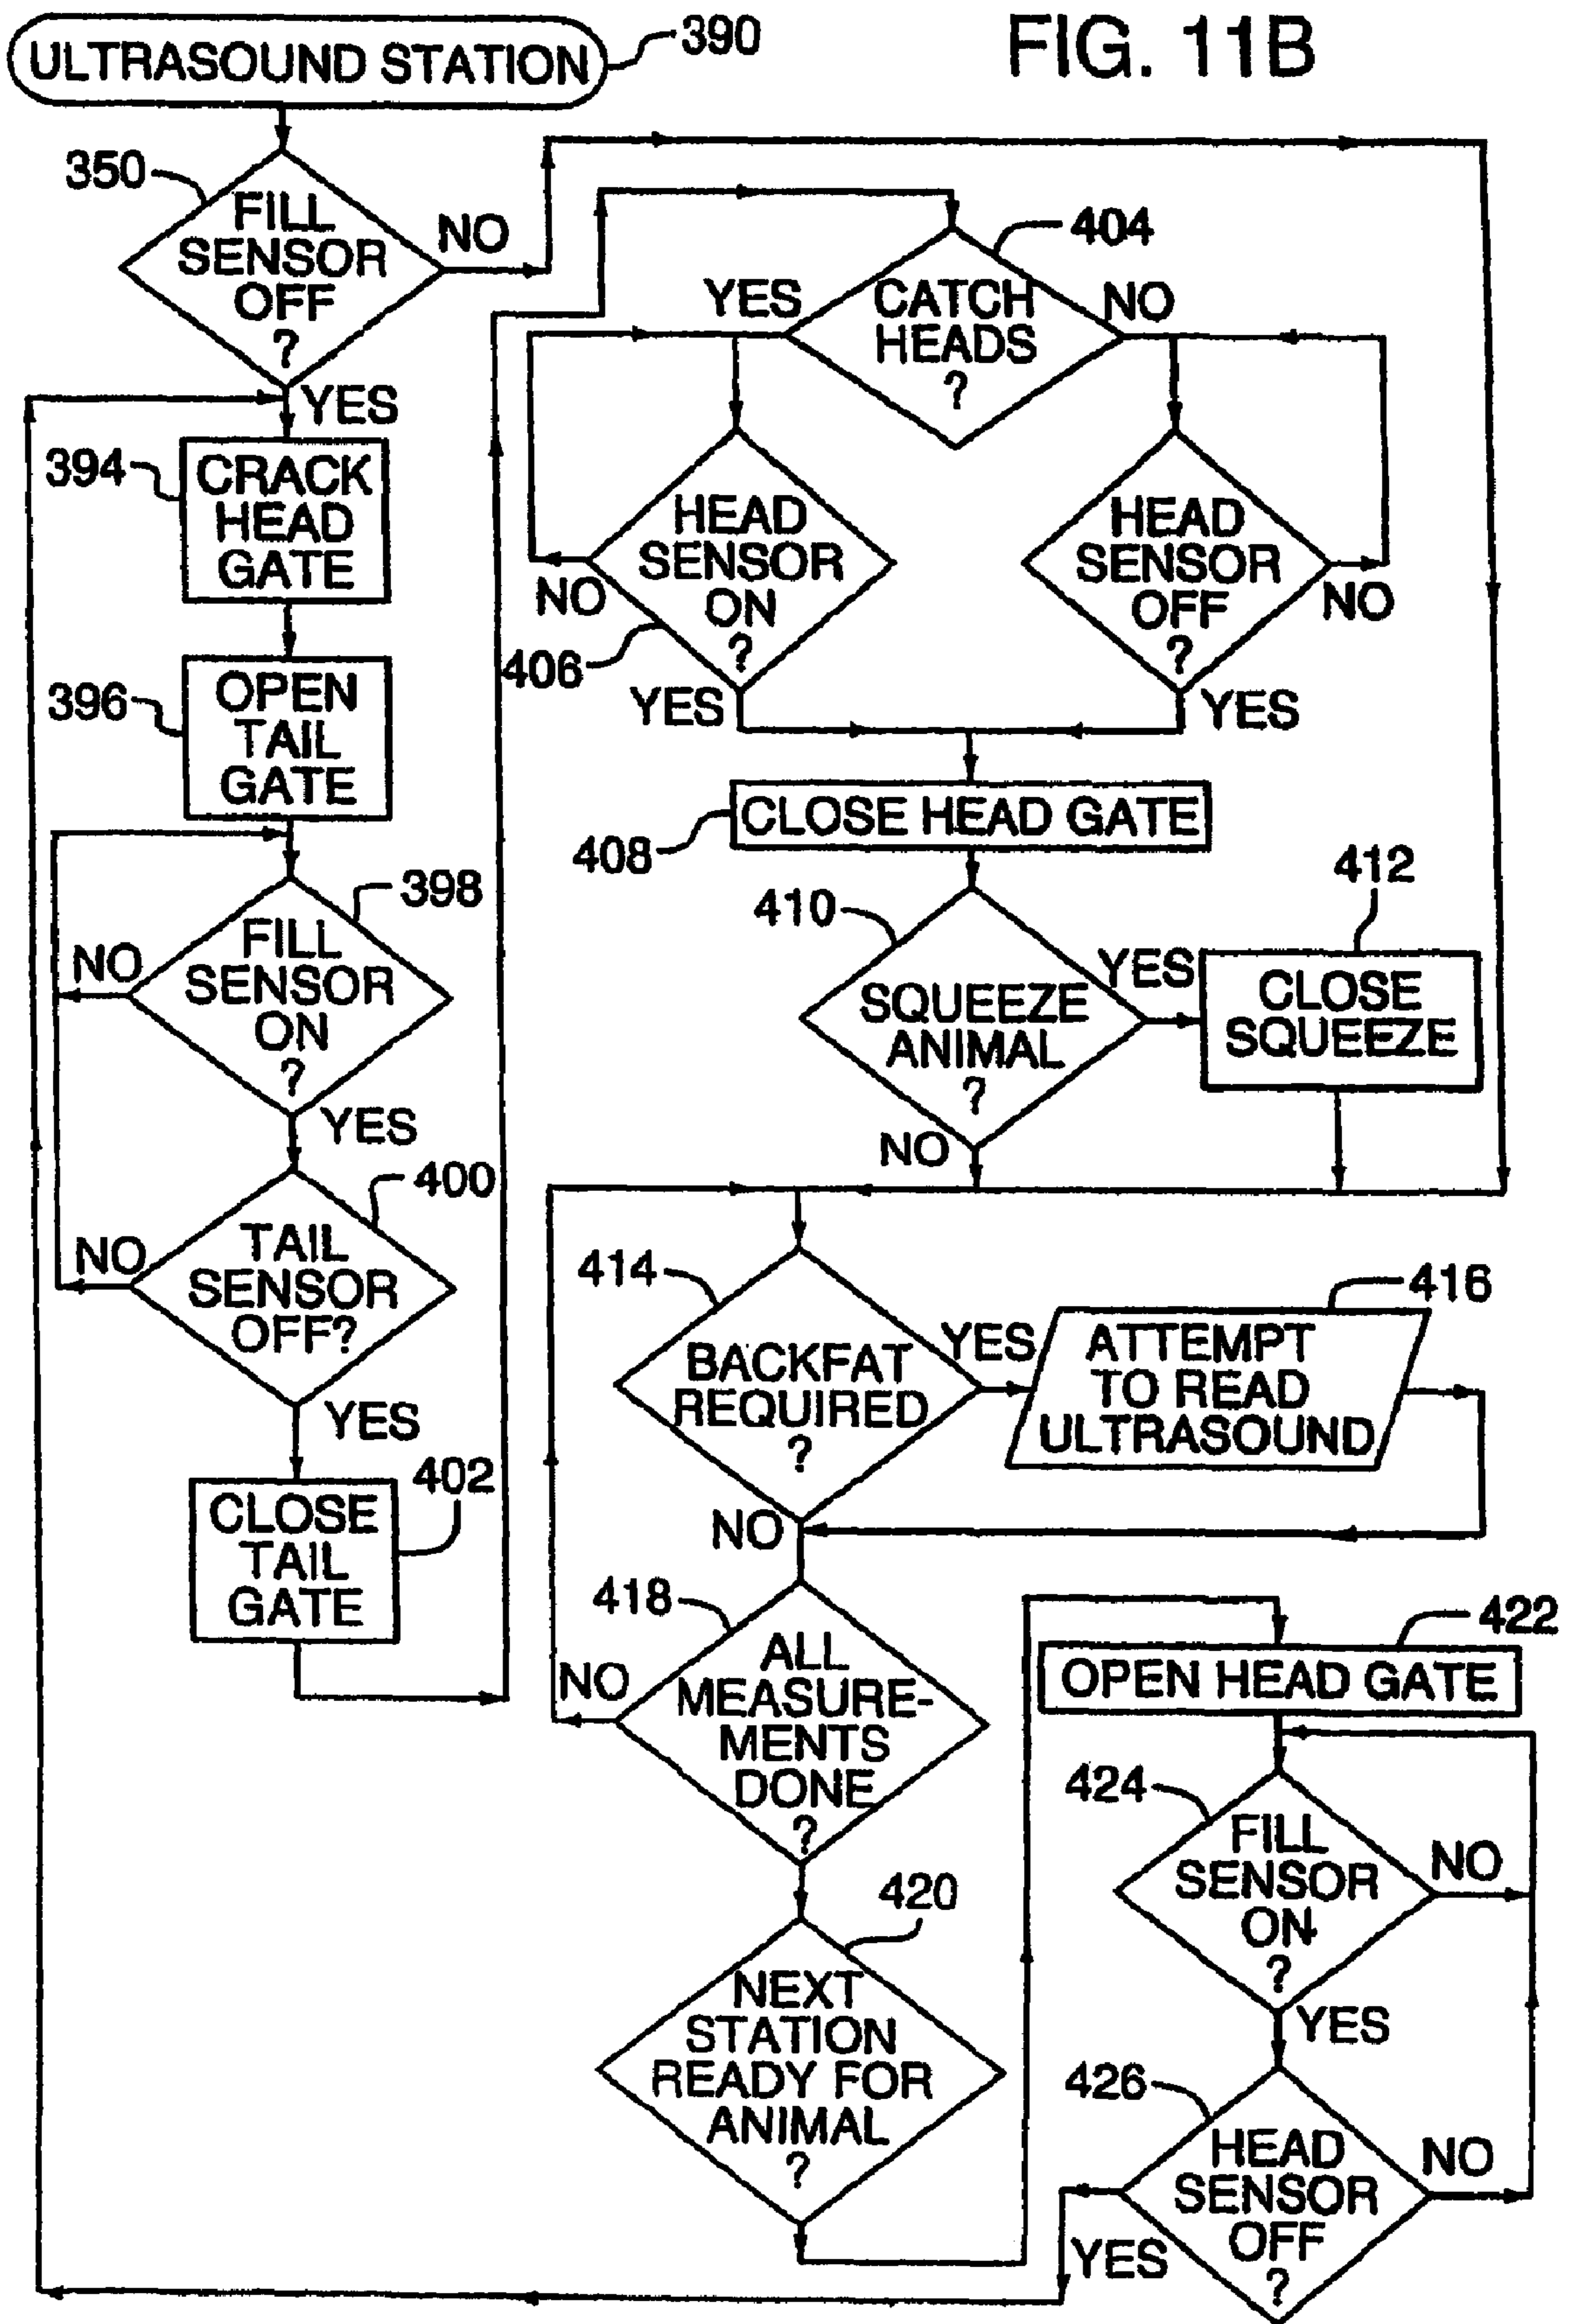 FIG. 11B
ULTRASOUND STATION
390
350
FILL
SENSOR
OFF
?
NO
YES
394
CRACK
HEAD
GATE
396
OPEN
TAIL
GATE
398
FILL
SENSOR
ON
?
NO
YES
400
TAIL
SENSOR
OFF?
NO
YES
402
CLOSE
TAIL
GATE
404
CATCH
HEADS
?
YES
NO
HEAD
SENSOR
ON
?
NO
406
YES
HEAD
SENSOR
OFF
?
NO
YES
CLOSE HEAD GATE
408
410
SQUEEZE
ANIMAL
?
YES
NO
412
CLOSE
SQUEEZE
414
BACKFAT
REQUIRED
?
YES
NO
416
ATTEMPT
TO READ
ULTRASOUND
418
ALL
MEASURE-
MENTS
DONE
?
NO
420
NEXT
STATION
READY FOR
ANIMAL
?
422
OPEN HEAD GATE
424
FILL
SENSOR
ON
?
NO
YES
426
HEAD
SENSOR
OFF
?
NO
YES